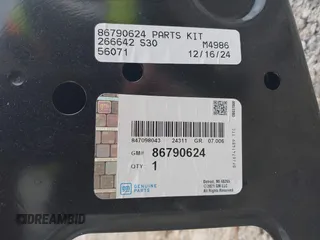 86790624 PARTS KIT
266642 S30 M4986
56071 12/16/24
847098043 24311 GR. 07.006
GM# 86790624
QTY 1
GENUINE
PARTS
DREAMBID